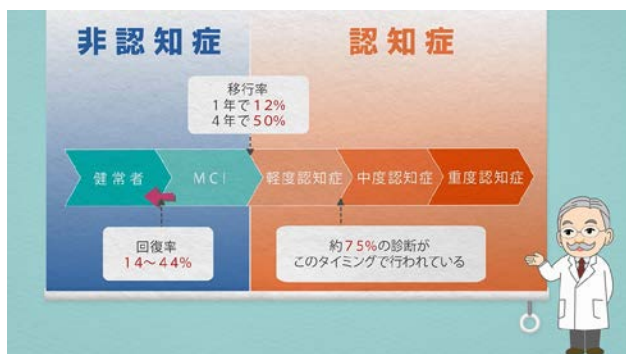 非認知症
認知症
移行率
1年で12%
4年で50%
健常者
MCI
軽度認知症
中度認知症
重度認知症
回復率
14～44%
約75%の診断が
このタイミングで行われている